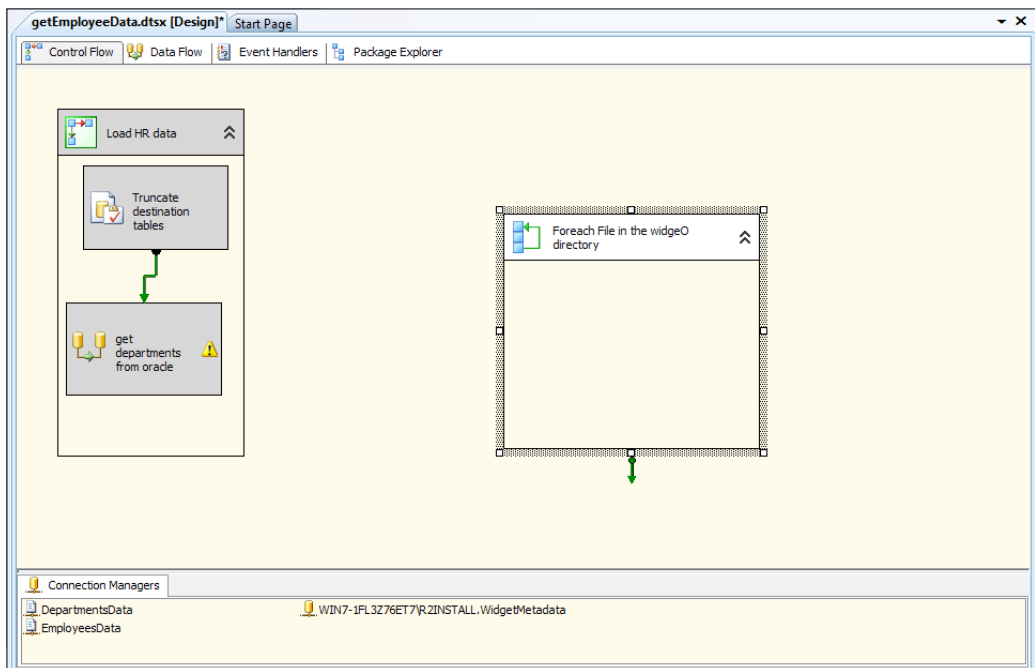 getEmployeeData.dtsx [Design]* Start Page
Control Flow Data Flow Event Handlers Package Explorer
Load HR data
Truncate
destination
tables
get
departments
from oracle
Foreach File in the widgeO
directory
Connection Managers
DepartmentsData WIN7-1FL3Z76ET7\R2INSTALL.WidgetMetadata
EmployeesData